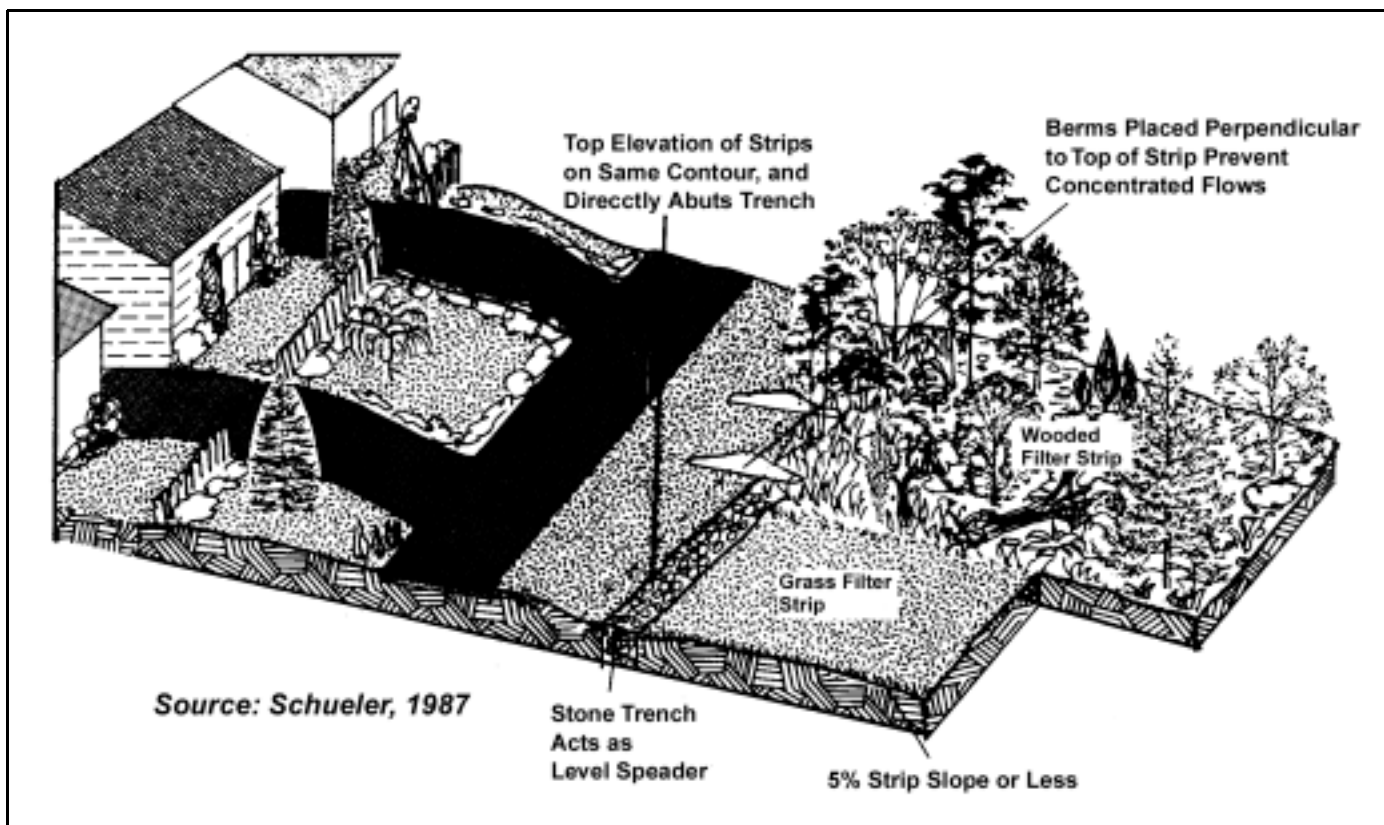 Top Elevation of Strips
on Same Contour, and
Direcctly Abuts Trench
Berms Placed Perpendicular
to Top of Strip Prevent
Concentrated Flows
Wooded
Filter Strip
Grass Filter
Strip
Source: Schueler, 1987
Stone Trench
Acts as
Level Speader
5% Strip Slope or Less